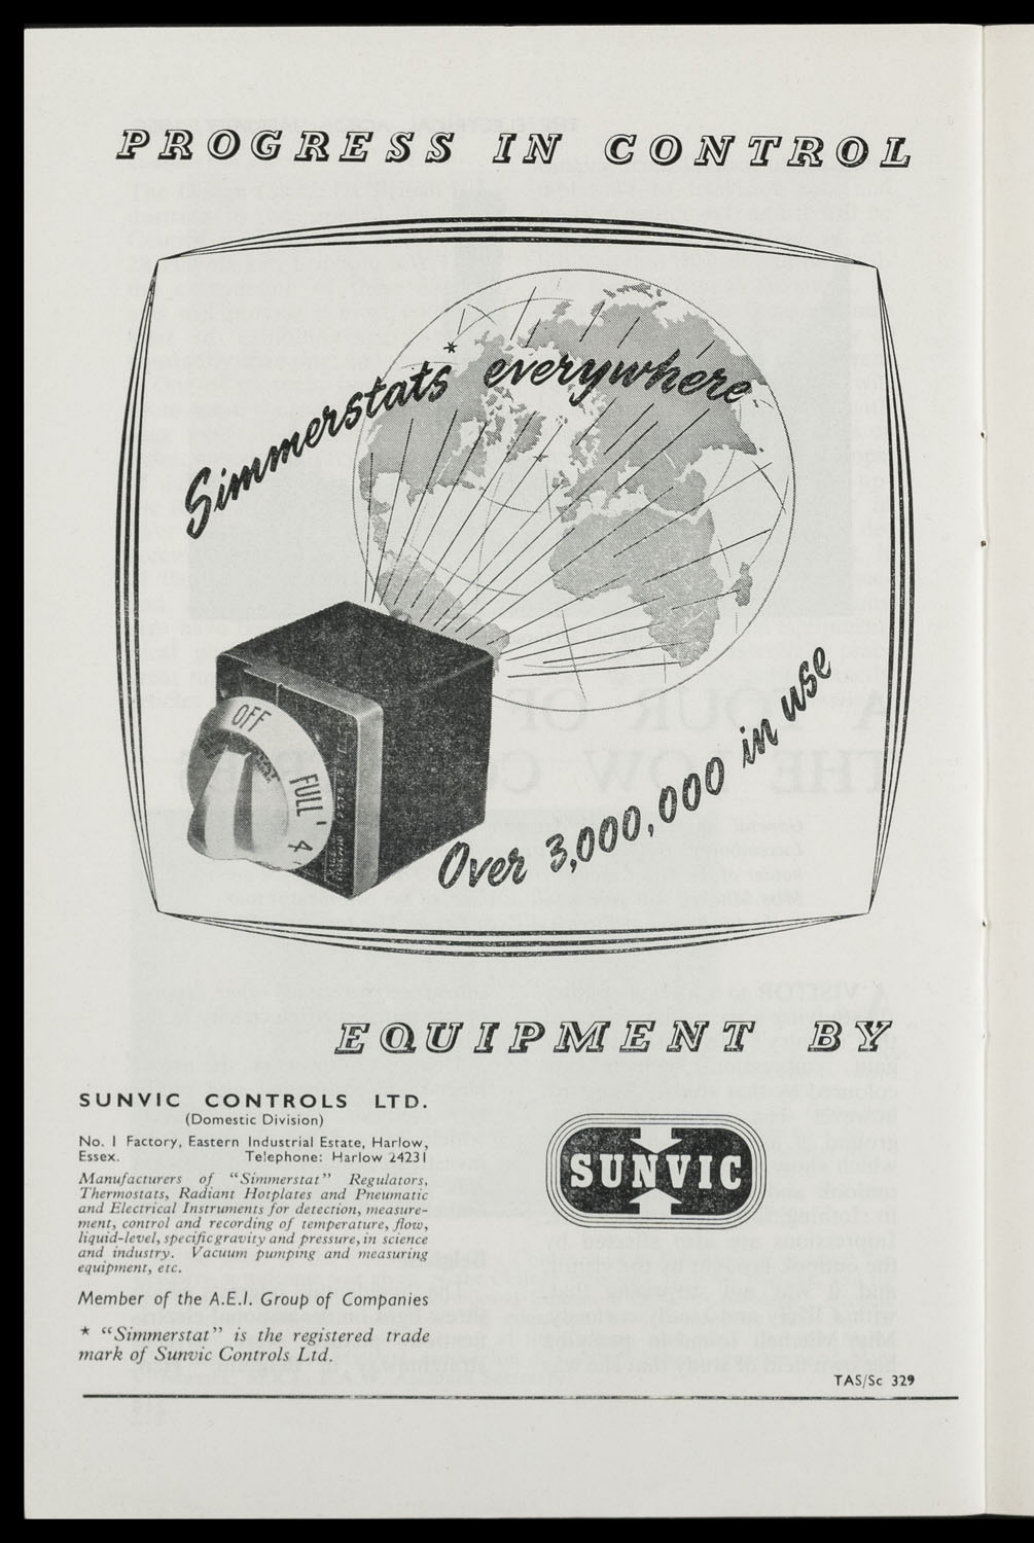 PROGRESS IN CONTROL
Simmerstats* everywhere
OFF
FULL
4
Over 3,000,000 in use
EQUIPMENT BY
SUNVIC CONTROLS LTD.
(Domestic Division)
No. 1 Factory, Eastern Industrial Estate, Harlow,
Essex. Telephone: Harlow 24231
Manufacturers of "Simmerstat" Regulators,
Thermostats, Radiant Hotplates and Pneumatic
and Electrical Instruments for detection, measure-
ment, control and recording of temperature, flow,
liquid-level, specific gravity and pressure, in science
and industry. Vacuum pumping and measuring
equipment, etc.
Member of the A.E.I. Group of Companies
* "Simmerstat" is the registered trade
mark of Sunvic Controls Ltd.
SUNVIC
TAS/Sc 329